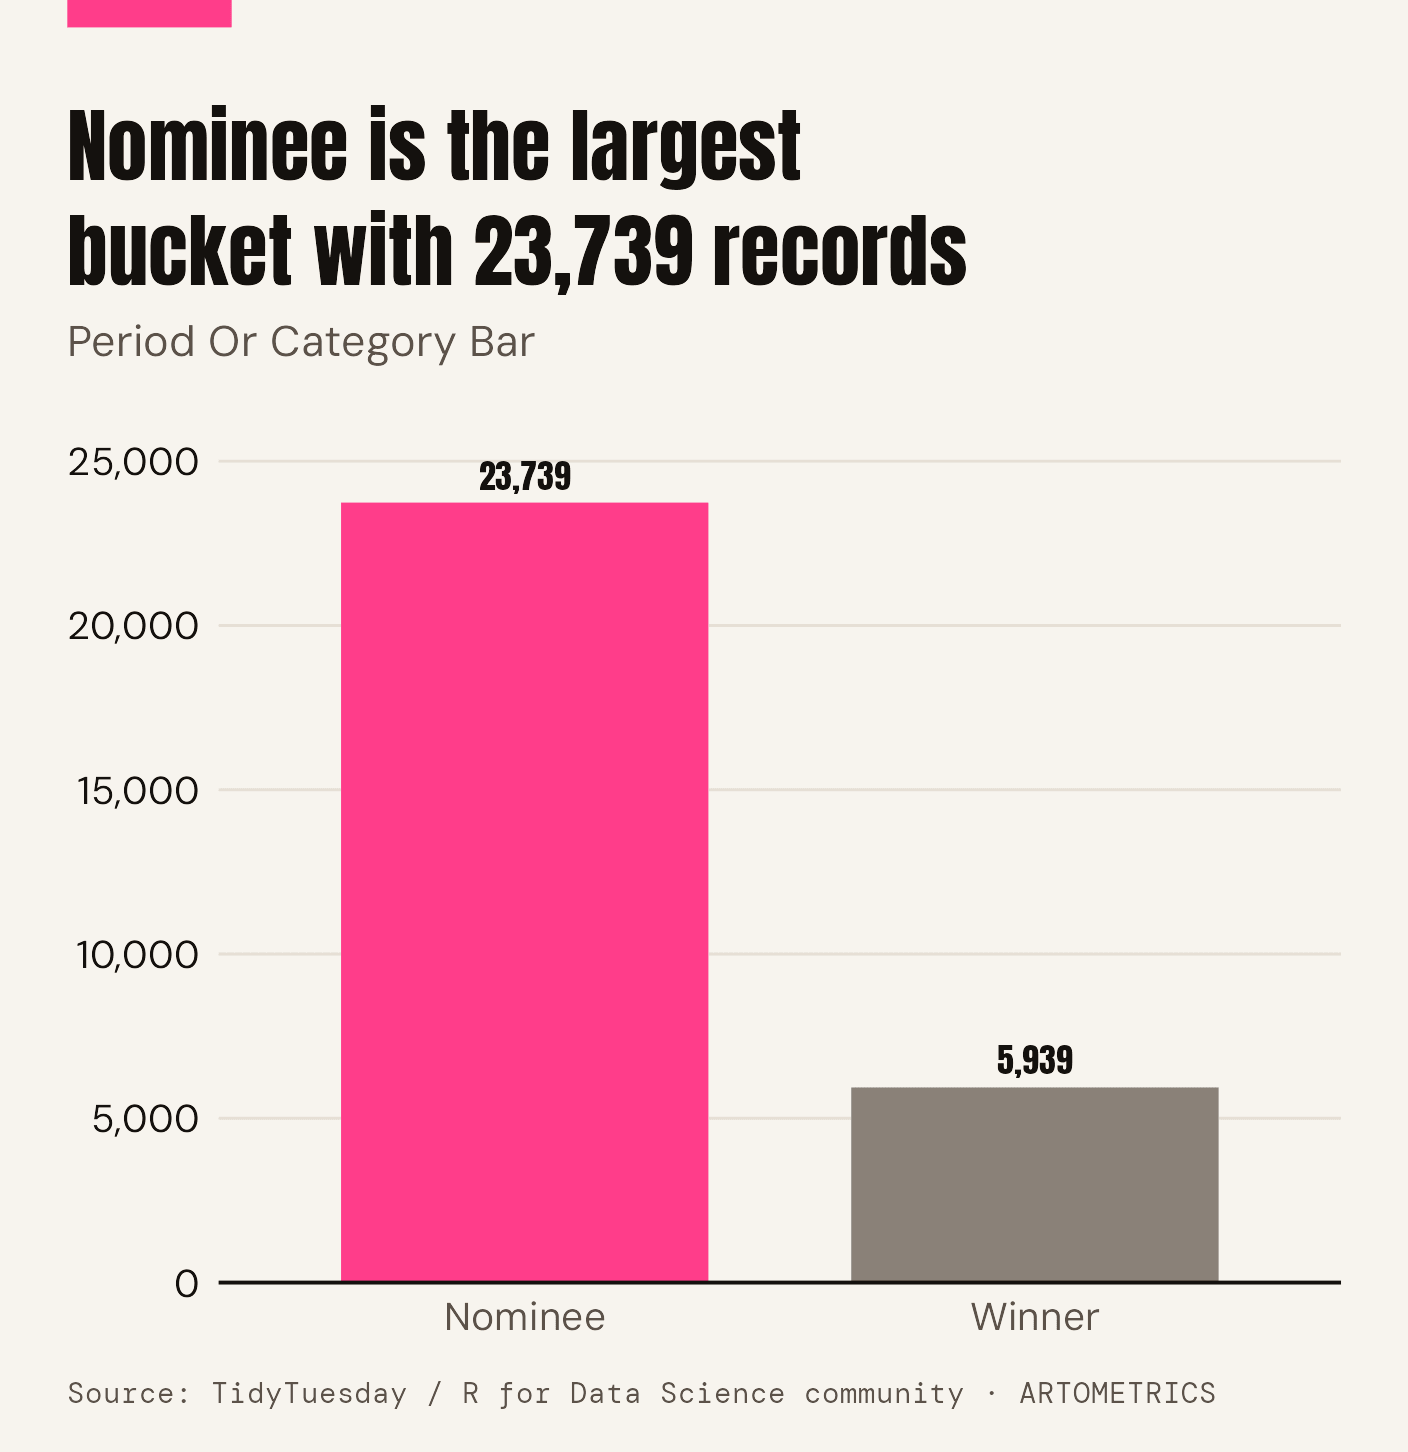 Nominee is the largest
bucket with 23,739 records
Period Or Category Bar
25,000
23,739
20,000
15,000
10,000
5,939
5,000
0
Nominee
Winner
Source: TidyTuesday / R for Data Science community · ARTOMETRICS